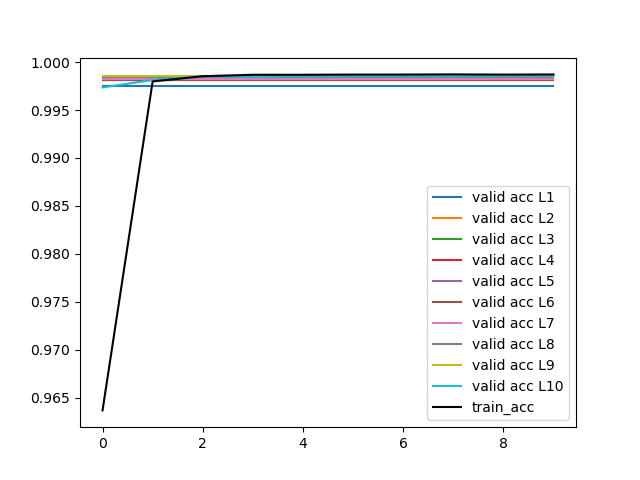 1.000
0.995
0.990
0.985
0.980
0.975
0.970
0.965
0
2
4
6
8
valid acc L1
valid acc L2
valid acc L3
valid acc L4
valid acc L5
valid acc L6
valid acc L7
valid acc L8
valid acc L9
valid acc L10
train_acc